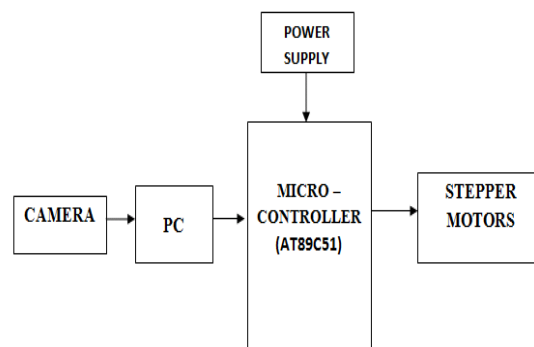 POWER
SUPPLY
CAMERA
PC
MICRO –
CONTROLLER
(AT89C51)
STEPPER
MOTORS